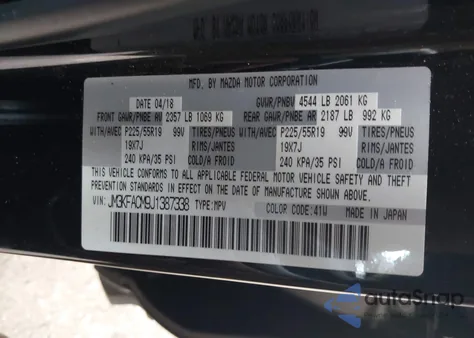 MFD. BY MAZDA MOTOR CORPORATION
DATE 04/18 GVWR/PNBV 4544 LB 2061 KG
FRONT GAWR/PNBE AV 2357 LB 1069 KG REAR GAWR/PNBE AR 2187 LB 992 KG
WITH/AVEC P225/55R19 99V TIRES/PNEUS WITH/AVEC P225/55R19 99V TIRES/PNEUS
19X7J RIMS/JANTES 19X7J RIMS/JANTES
240 KPA/35 PSI COLD/A FROID 240 KPA/35 PSI COLD/A FROID
THIS VEHICLE CONFORMS TO ALL APPLICABLE FEDERAL MOTOR VEHICLE SAFETY AND THEFT
PREVENTION STANDARDS IN EFFECT ON THE DATE OF MANUFACTURE SHOWN ABOVE.
VIN: JM3KFACM9J1387338 TYPE:MPV COLOR CODE:41W MADE IN JAPAN
autoSnap